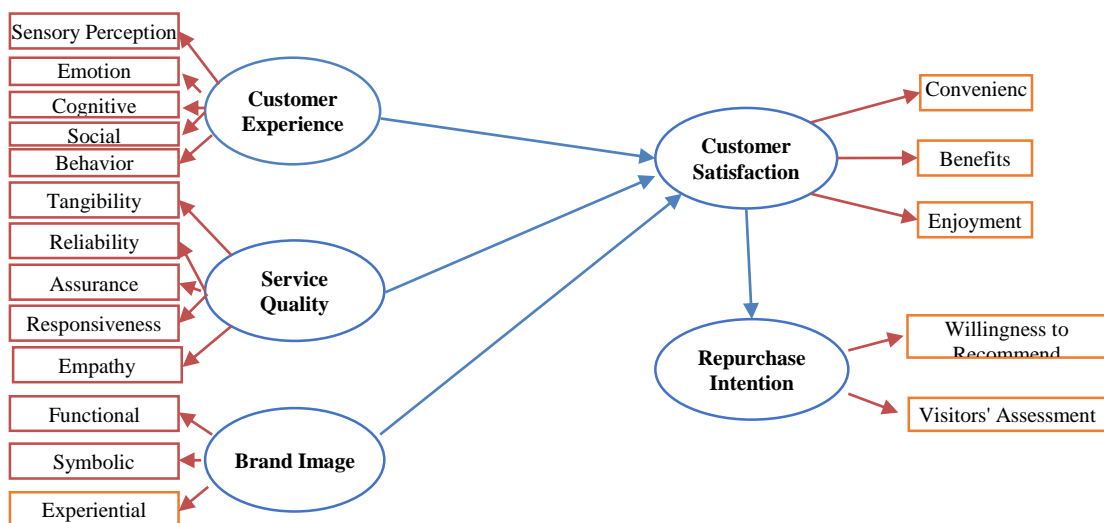 Sensory Perception
Emotion
Cognitive
Social
Behavior
Tangibility
Reliability
Assurance
Responsiveness
Empathy
Functional
Symbolic
Experiential
Customer
Experience
Service
Quality
Brand Image
Customer
Satisfaction
Repurchase
Intention
Convenienc
Benefits
Enjoyment
Willingness to
Recommend
Visitors' Assessment